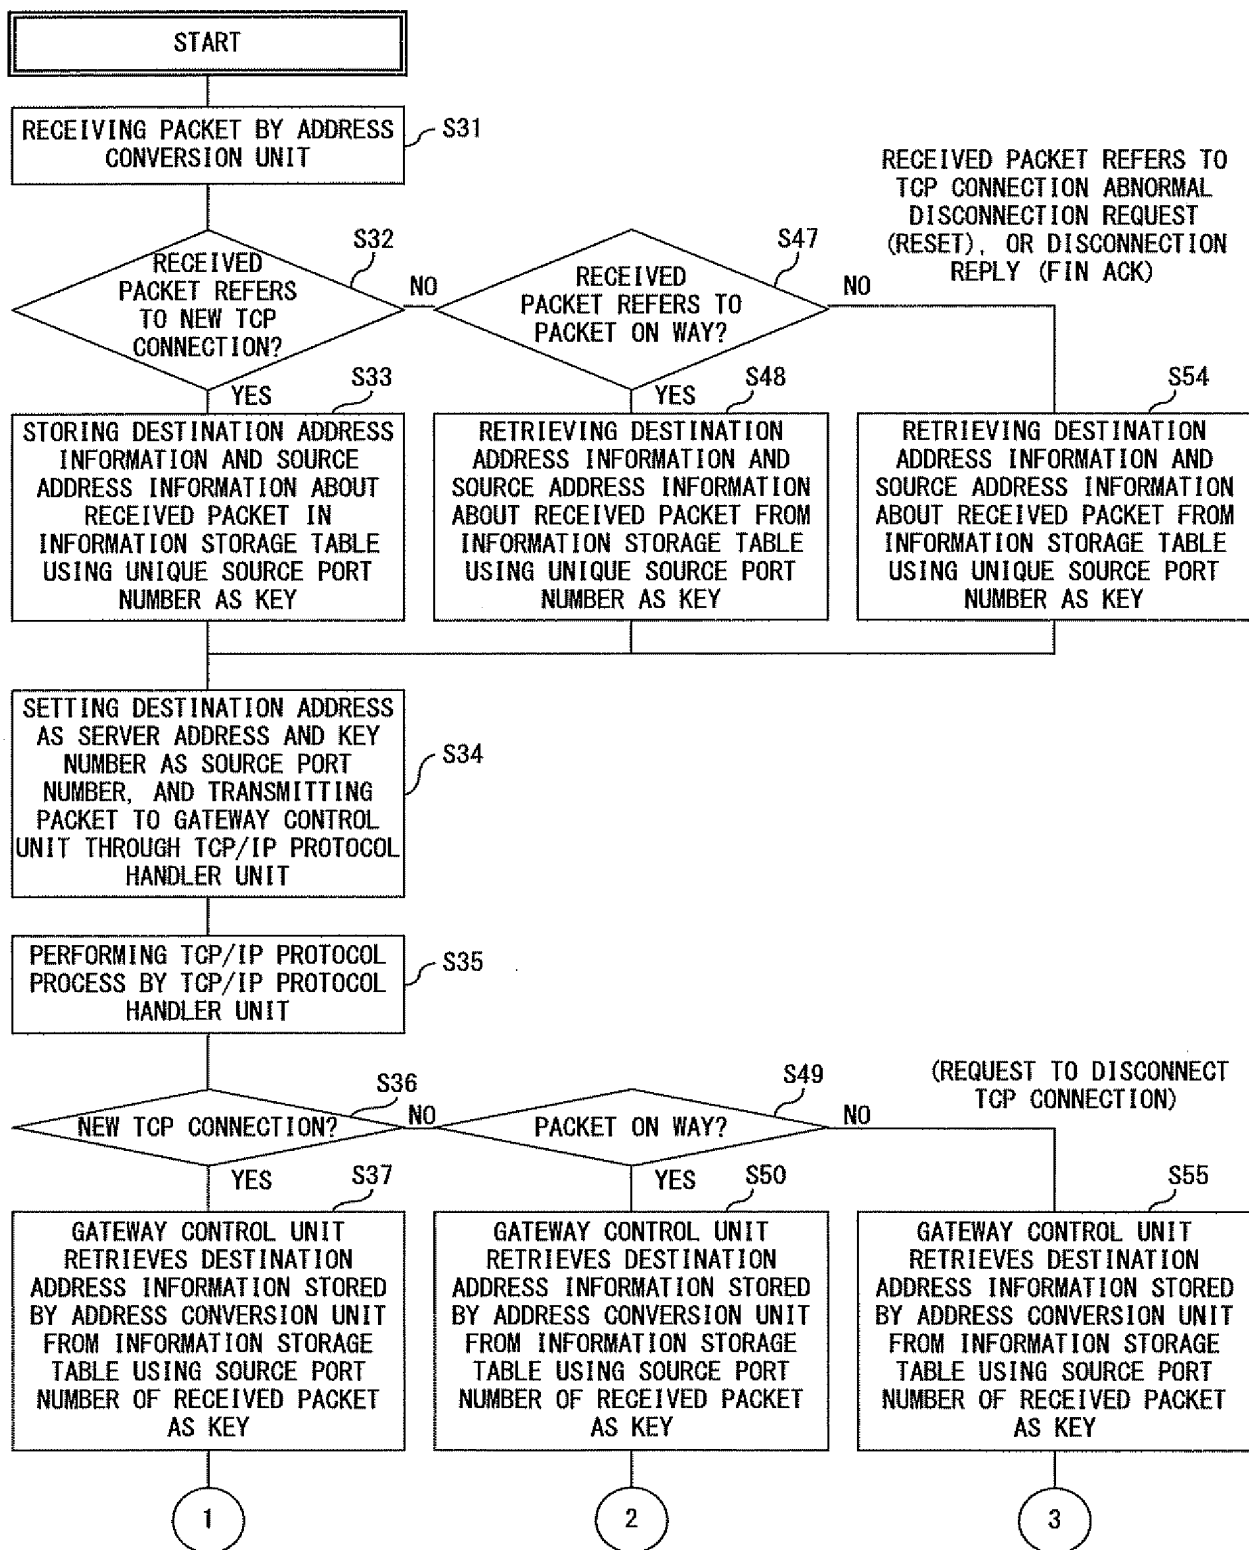 START
RECEIVING PACKET BY ADDRESS
CONVERSION UNIT
S31
RECEIVED PACKET REFERS TO
TCP CONNECTION ABNORMAL
DISCONNECTION REQUEST
(RESET), OR DISCONNECTION
REPLY (FIN ACK)
S32
RECEIVED
PACKET REFERS
TO NEW TCP
CONNECTION?
NO
YES
S47
RECEIVED
PACKET REFERS TO
PACKET ON WAY?
NO
YES
S33
STORING DESTINATION ADDRESS
INFORMATION AND SOURCE
ADDRESS INFORMATION ABOUT
RECEIVED PACKET IN
INFORMATION STORAGE TABLE
USING UNIQUE SOURCE PORT
NUMBER AS KEY
S48
RETRIEVING DESTINATION
ADDRESS INFORMATION AND
SOURCE ADDRESS INFORMATION
ABOUT RECEIVED PACKET FROM
INFORMATION STORAGE TABLE
USING UNIQUE SOURCE PORT
NUMBER AS KEY
S54
RETRIEVING DESTINATION
ADDRESS INFORMATION AND
SOURCE ADDRESS INFORMATION
ABOUT RECEIVED PACKET FROM
INFORMATION STORAGE TABLE
USING UNIQUE SOURCE PORT
NUMBER AS KEY
SETTING DESTINATION ADDRESS
AS SERVER ADDRESS AND KEY
NUMBER AS SOURCE PORT
NUMBER, AND TRANSMITTING
PACKET TO GATEWAY CONTROL
UNIT THROUGH TCP/IP PROTOCOL
HANDLER UNIT
S34
PERFORMING TCP/IP PROTOCOL
PROCESS BY TCP/IP PROTOCOL
HANDLER UNIT
S35
S36
NEW TCP CONNECTION?
NO
YES
S49
PACKET ON WAY?
NO
YES
(REQUEST TO DISCONNECT
TCP CONNECTION)
S37
GATEWAY CONTROL UNIT
RETRIEVES DESTINATION
ADDRESS INFORMATION STORED
BY ADDRESS CONVERSION UNIT
FROM INFORMATION STORAGE
TABLE USING SOURCE PORT
NUMBER OF RECEIVED PACKET
AS KEY
S50
GATEWAY CONTROL UNIT
RETRIEVES DESTINATION
ADDRESS INFORMATION STORED
BY ADDRESS CONVERSION UNIT
FROM INFORMATION STORAGE
TABLE USING SOURCE PORT
NUMBER OF RECEIVED PACKET
AS KEY
S55
GATEWAY CONTROL UNIT
RETRIEVES DESTINATION
ADDRESS INFORMATION STORED
BY ADDRESS CONVERSION UNIT
FROM INFORMATION STORAGE
TABLE USING SOURCE PORT
NUMBER OF RECEIVED PACKET
AS KEY
1
2
3